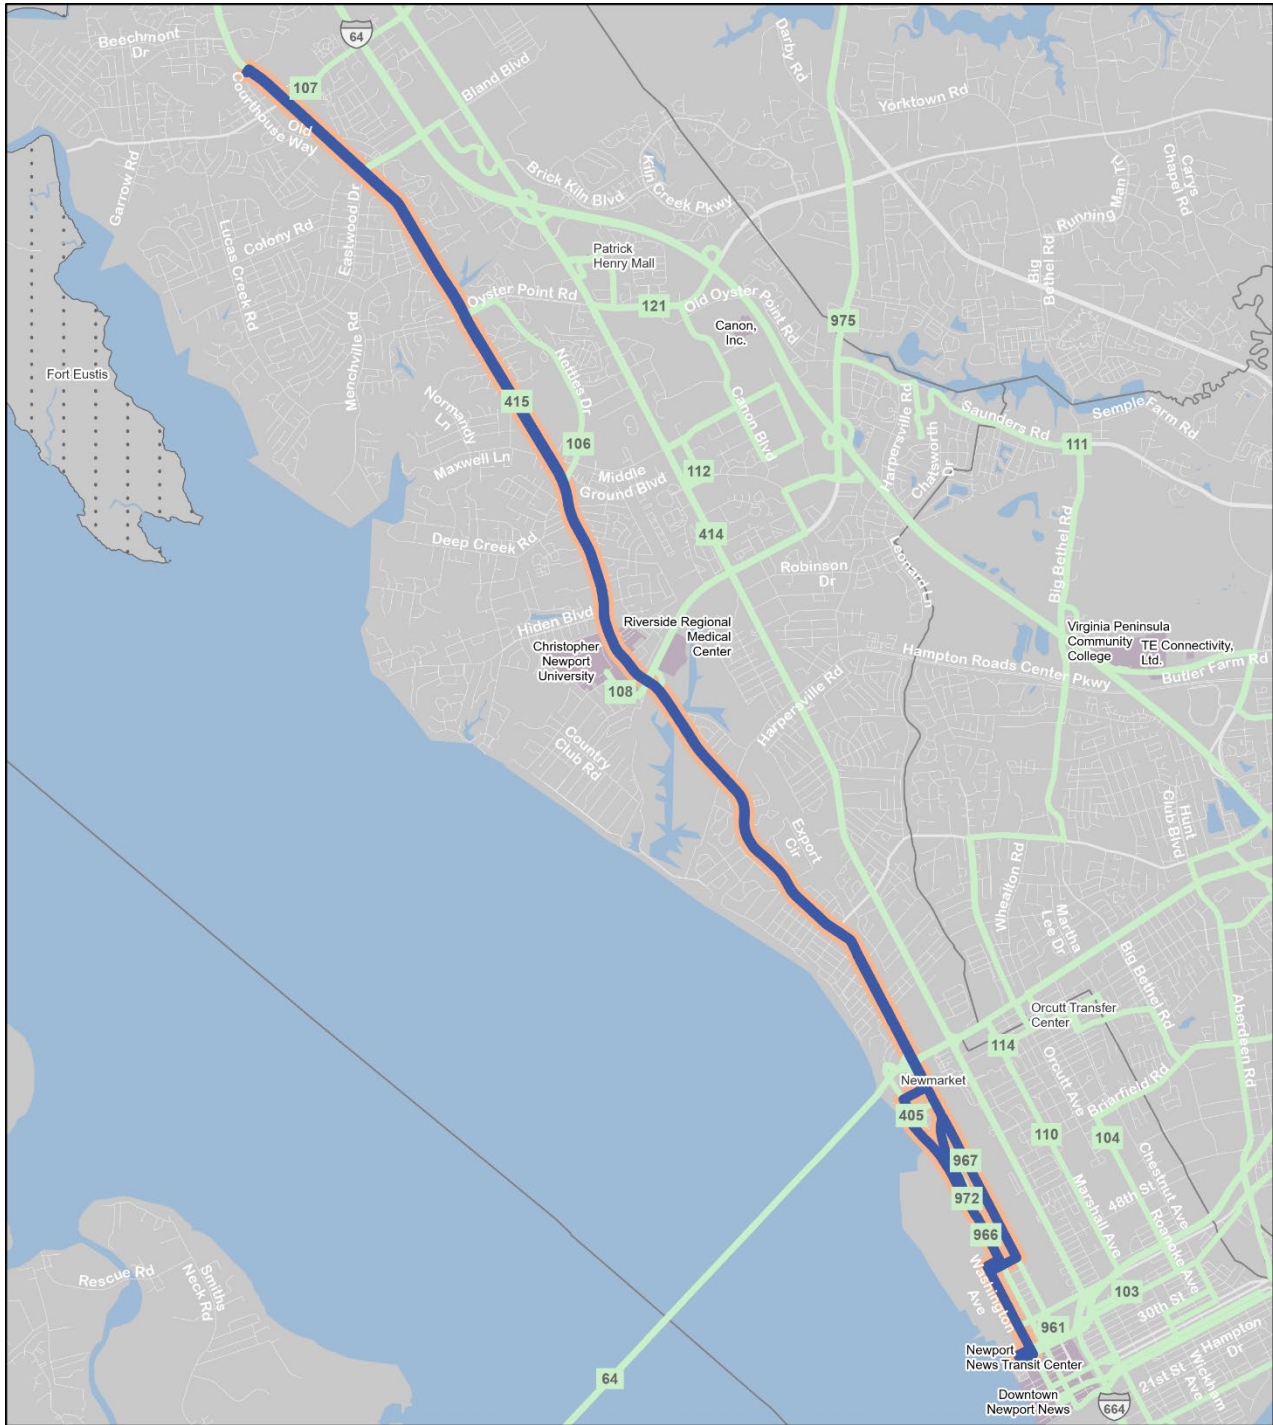 Beechmont
Dr
64
Bland Blvd
Darby Rd
Yorktown Rd
107
Courthouse Way
Old
Garrow Rd
Brick Kiln Blvd
Kiln Creek Pkwy
Carys
Chapel Rd
Running
Man Trl
Lucas Creek Rd
Colony Rd
Eastwood Dr
Patrick
Henry Mall
Big
Bethel Rd
Oyster Point Rd
121
Old Oyster Point Rd
Canon,
Inc.
975
Menchville Rd
Fort Eustis
Nettles Dr
415
Normandy
Ln
Canon Blvd
Harpersville Rd
Saunders Rd
Semple Farm Rd
106
111
Maxwell Ln
Middle
Ground Blvd
112
Chatsworth
Dr
Deep Creek Rd
414
Big Bethel Rd
Robinson
Dr
Leonard Ln
Hiden Blvd
Riverside Regional
Medical
Center
Christopher
Newport
University
Virginia Peninsula
Community
College
TE Connectivity,
Ltd.
Hampton Roads Center Pkwy
Butler Farm Rd
108
Harpersville Rd
Country
Club Rd
Export
Cir
Hunt
Club Blvd
Whealton Rd
Martha
Lee Dr
Big Bethel Rd
Orcutt Transfer
Center
Aberdeen Rd
114
Newmarket
Orcutt Ave
Briarfield Rd
405
110
104
967
Chestnut Ave
972
48th St
Marshall Ave
Roanoke Ave
966
Rescue Rd
Smiths
Neck Rd
Washington
Ave
103
30th St
961
Hampton
Dr
Newport
News Transit Center
64
21st St
Wickham
Ave
Downtown
Newport News
664